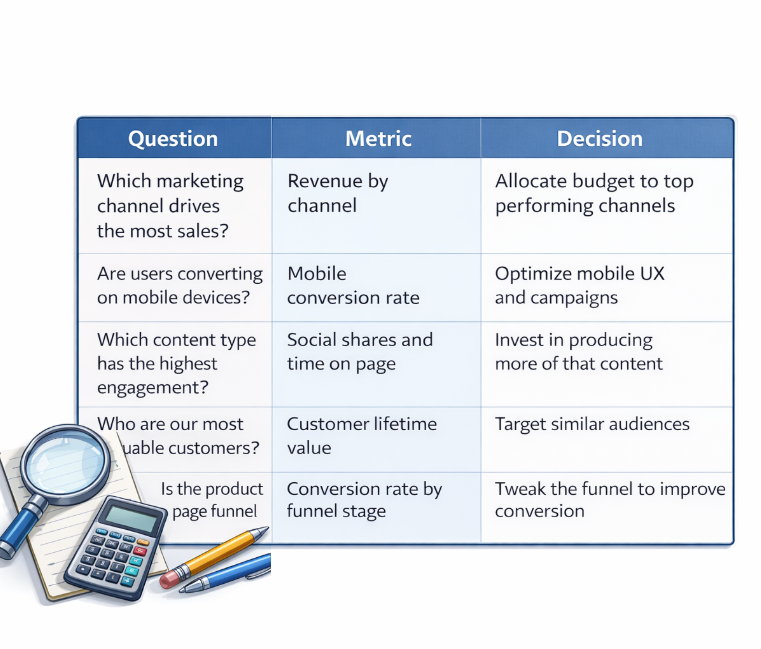 Question Metric Decision
Which marketing
channel drives
the most sales?
Revenue by
channel
Allocate budget to top
performing channels
Are users converting
on mobile devices?
Mobile
conversion rate
Optimize mobile UX
and campaigns
Which content type
has the highest
engagement?
Social shares and
time on page
Invest in producing
more of that content
Who are our most
customers?
Customer lifetime
value
Target similar audiences
Is the product
page funnel
Conversion rate by
funnel stage
Tweak the funnel to improve
conversion